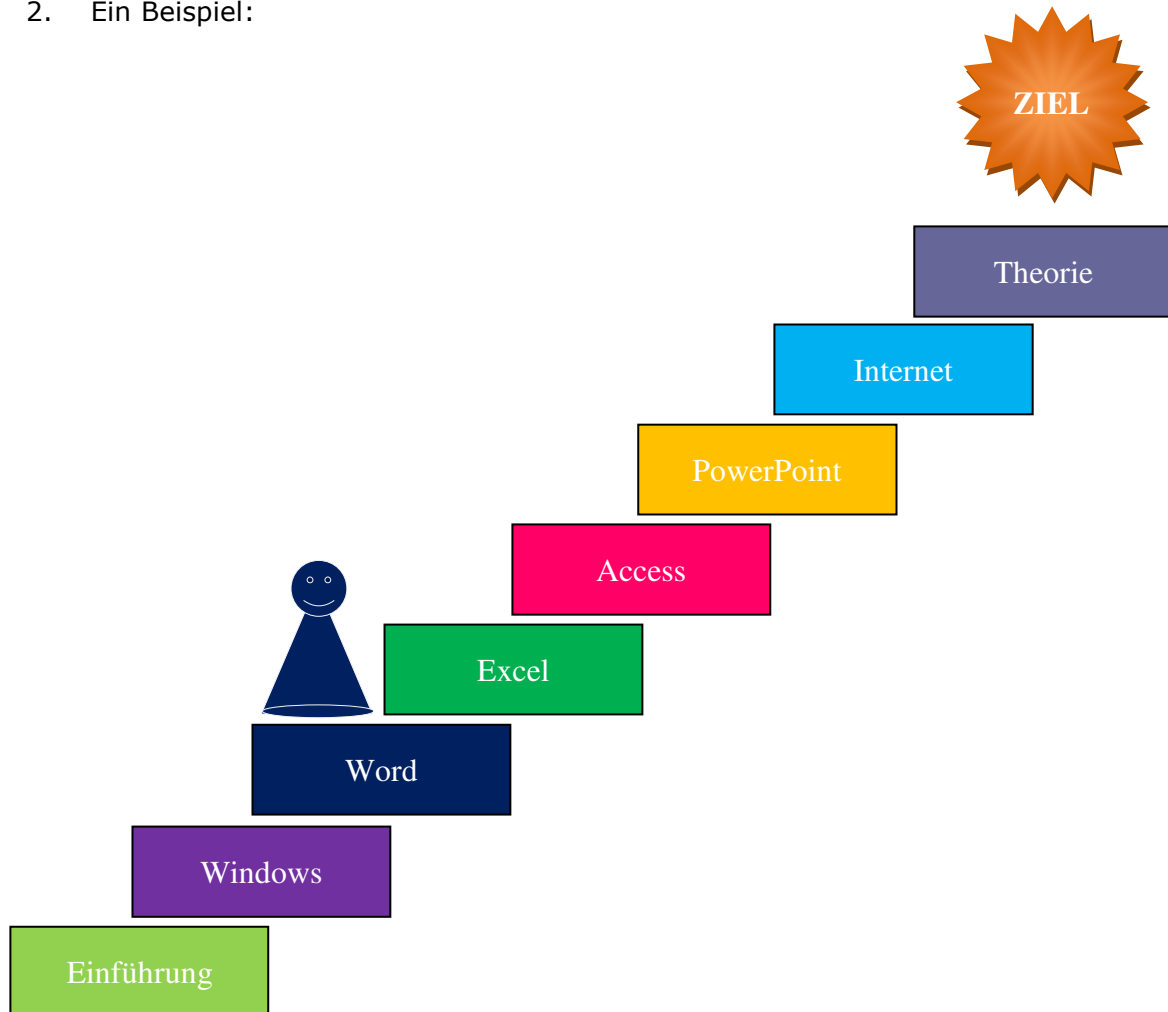 2. Ein Beispiel:
ZIEL
Theorie
Internet
PowerPoint
Access
Excel
Word
Windows
Einführung